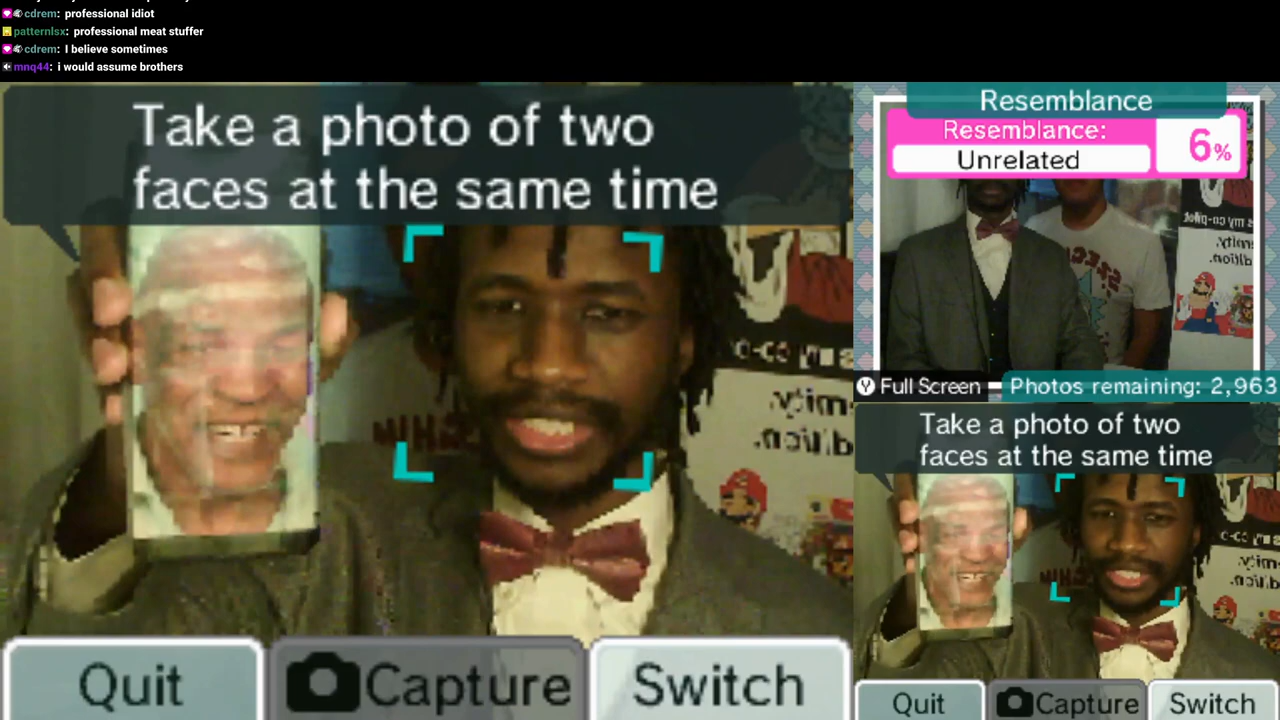 cdrem: professional idiot
patternlsx: professional meat stuffer
cdrem: I believe sometimes
mnq44: i would assume brothers
Take a photo of two
faces at the same time
Quit
Capture
Switch
Resemblance
Resemblance:
Unrelated
6%
Y Full Screen
Photos remaining: 2,963
Take a photo of two
faces at the same time
Quit
Capture
Switch